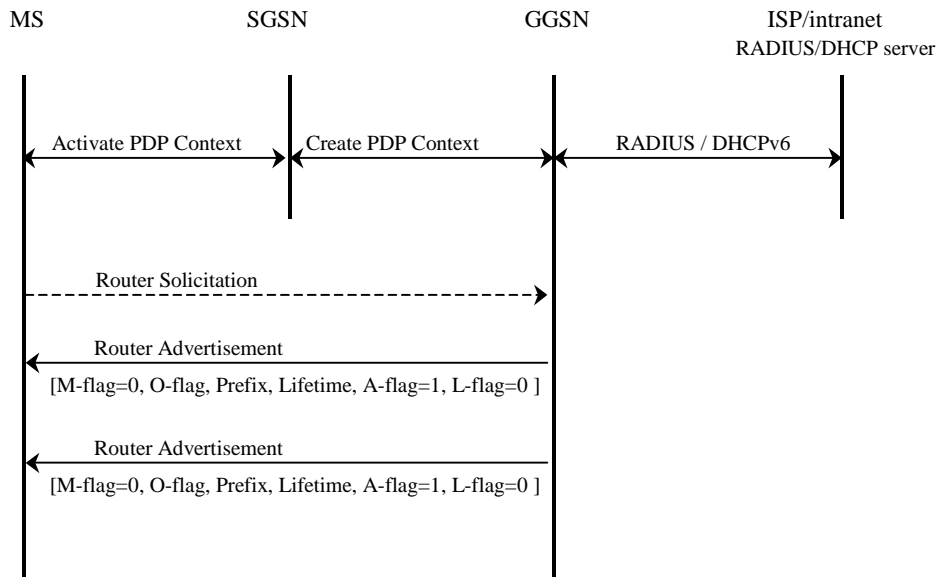 MS
SGSN
GGSN
ISP/intranet
RADIUS/DHCP server
Activate PDP Context
Create PDP Context
RADIUS / DHCPv6
Router Solicitation
Router Advertisement
[M-flag=0, O-flag, Prefix, Lifetime, A-flag=1, L-flag=0 ]
Router Advertisement
[M-flag=0, O-flag, Prefix, Lifetime, A-flag=1, L-flag=0 ]